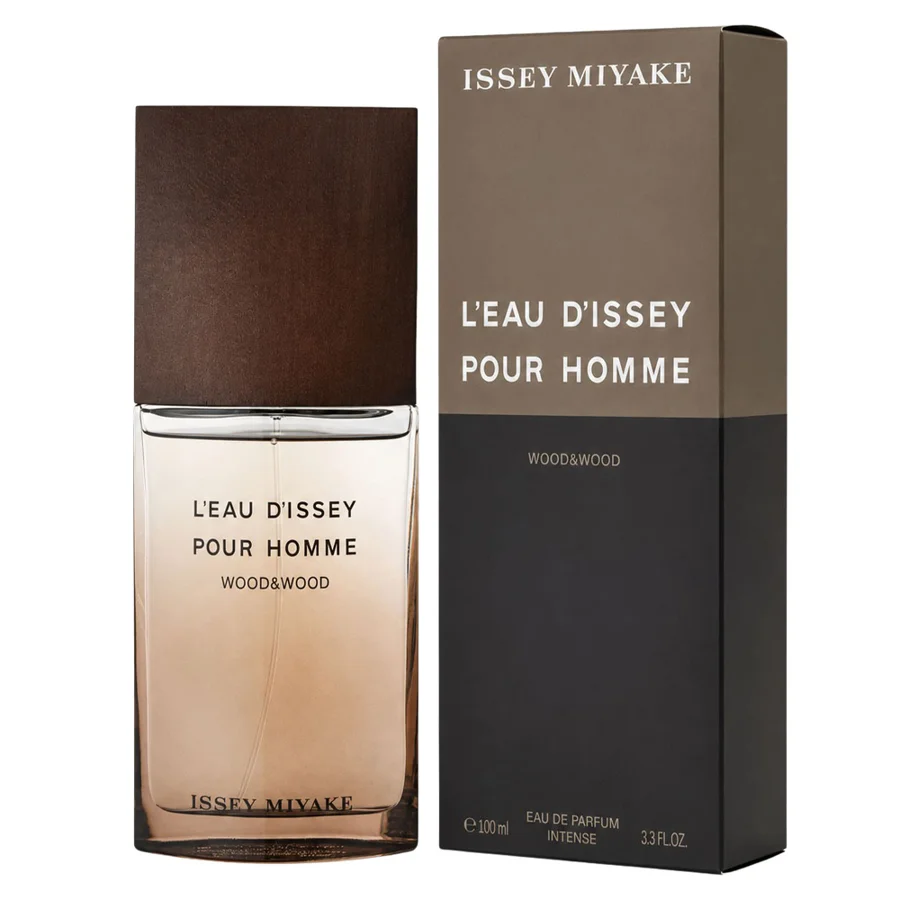 L'EAU D'ISSEY
POUR HOMME
WOOD&WOOD
ISSEY MIYAKE
ISSEY MIYAKE
L'EAU D'ISSEY
POUR HOMME
WOOD&WOOD
℮ 100 ml
EAU DE PARFUM
INTENSE
3.3 FL.OZ.